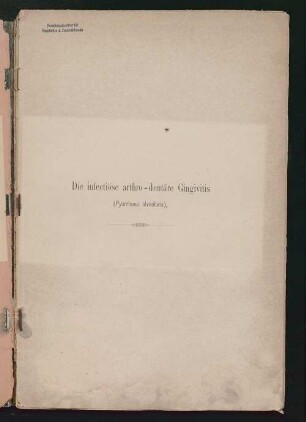 Die infectiöse arthro-dentäre Gingivitis
(Pyorrhoea alveolaris),